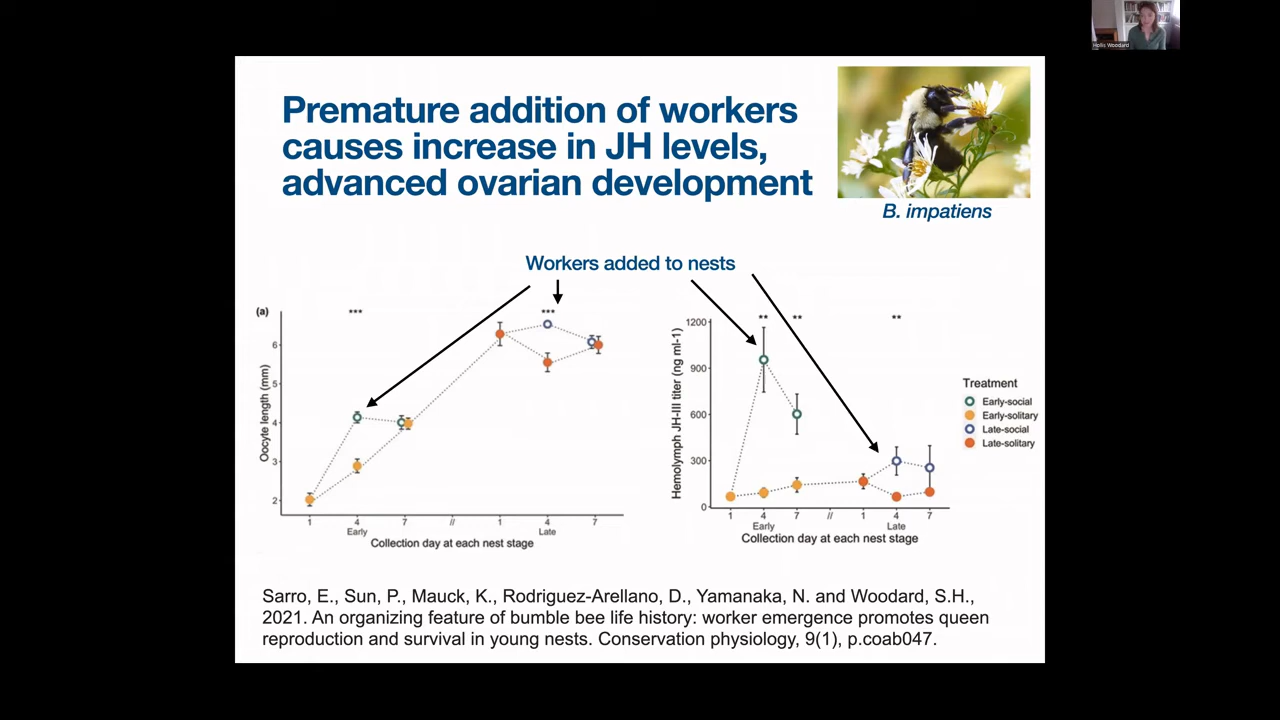 Hollis Woodard
Premature addition of workers
causes increase in JH levels,
advanced ovarian development
B. impatiens
Workers added to nests
(a)
***
***
6
5
4
3
2
Oocyte length (mm)
1
4
7
//
1
4
7
Early
Late
Collection day at each nest stage
**
**
**
1200
900
600
300
0
Hemolymph JH-III titer (ng ml-1)
1
4
7
//
1
4
7
Early
Late
Collection day at each nest stage
Treatment
Early-social
Early-solitary
Late-social
Late-solitary
Sarro, E., Sun, P., Mauck, K., Rodriguez-Arellano, D., Yamanaka, N. and Woodard, S.H.,
2021. An organizing feature of bumble bee life history: worker emergence promotes queen
reproduction and survival in young nests. Conservation physiology, 9(1), p.coab047.